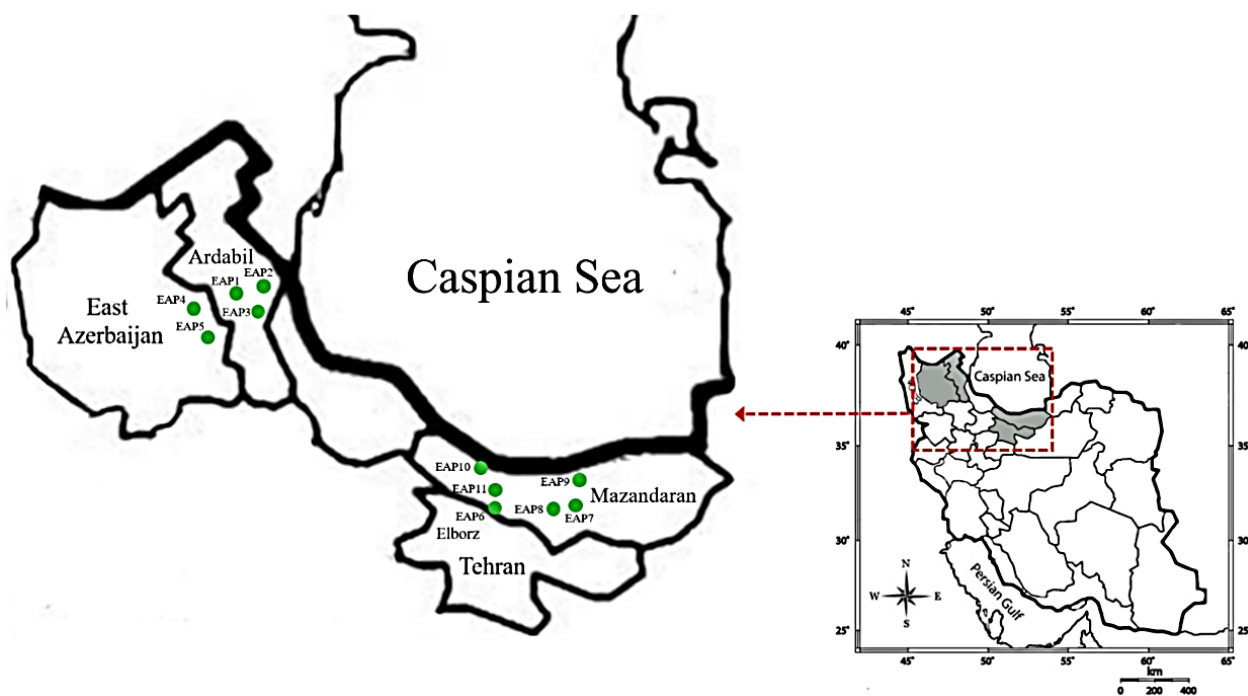 Caspian Sea
Ardabil
EAP1
EAP2
EAP3
East
Azerbaijan
EAP4
EAP5
EAP10
EAP11
EAP6
EAP8
EAP9
EAP7
Mazandaran
Elborz
Tehran
45°
50°
55°
60°
65°
40°
40°
Caspian Sea
35°
35°
30°
30°
Persian Gulf
N
W
E
S
25°
25°
45°
50°
55°
60°
65°
km
0 200 400